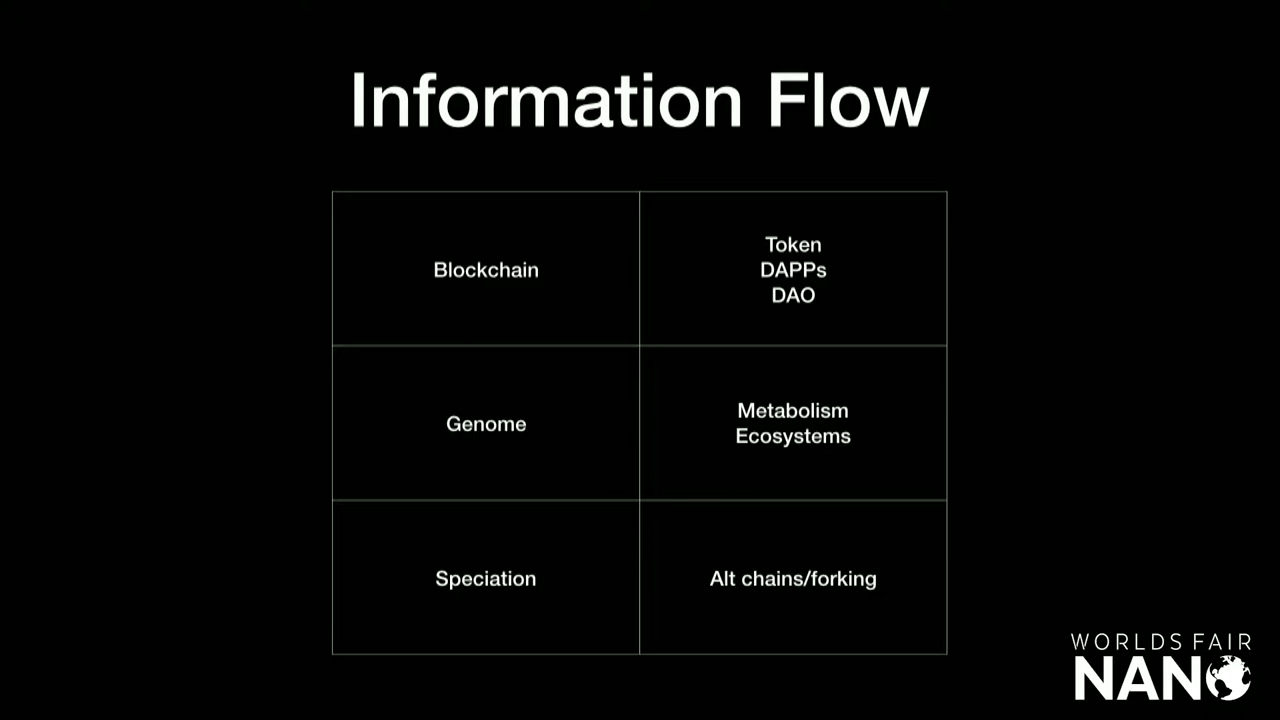 Information Flow
Blockchain
Token
DAPPs
DAO
Genome
Metabolism
Ecosystems
Speciation
Alt chains/forking
WORLDS FAIR
NANO